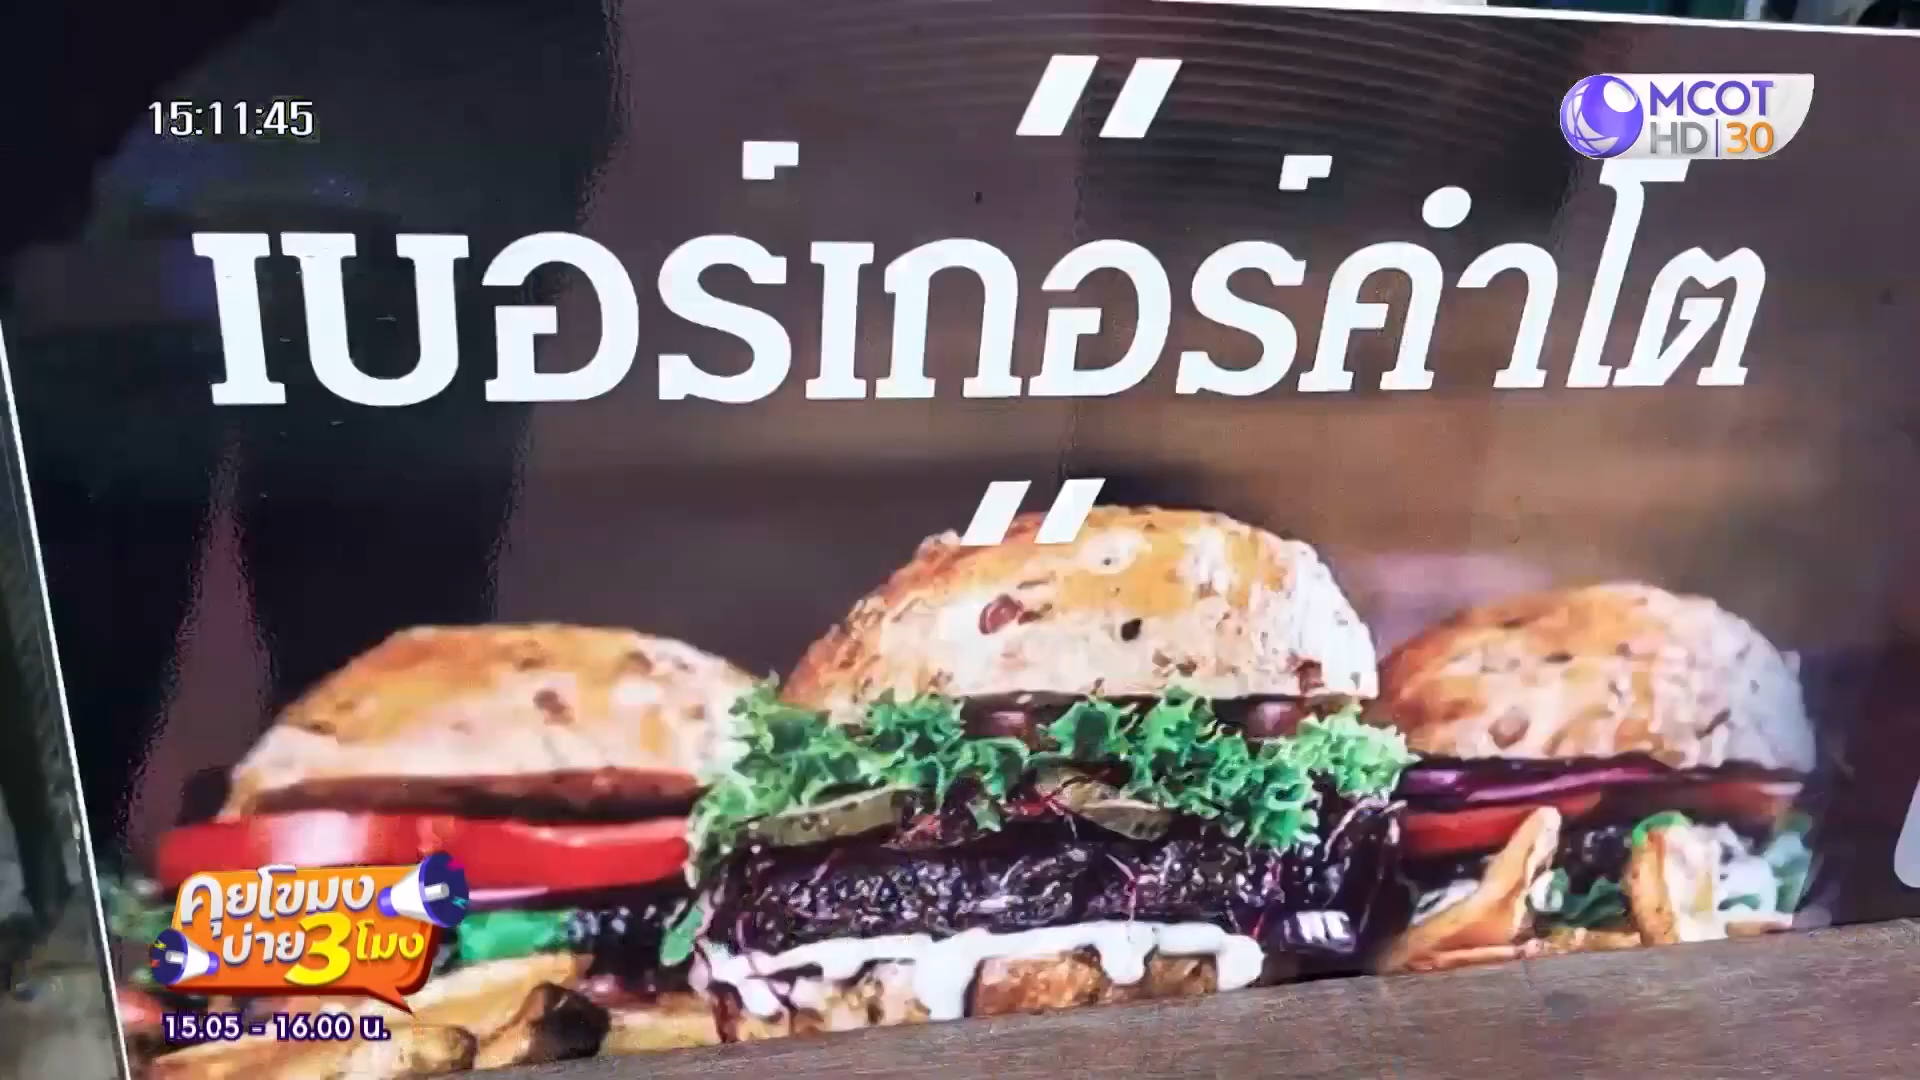 15:11:45
MCOT
HD 30
"
เบอร์เกอร์คำโต
"
คุยโขมง
บ่าย 3 โมง
15.05 - 16.00 น.